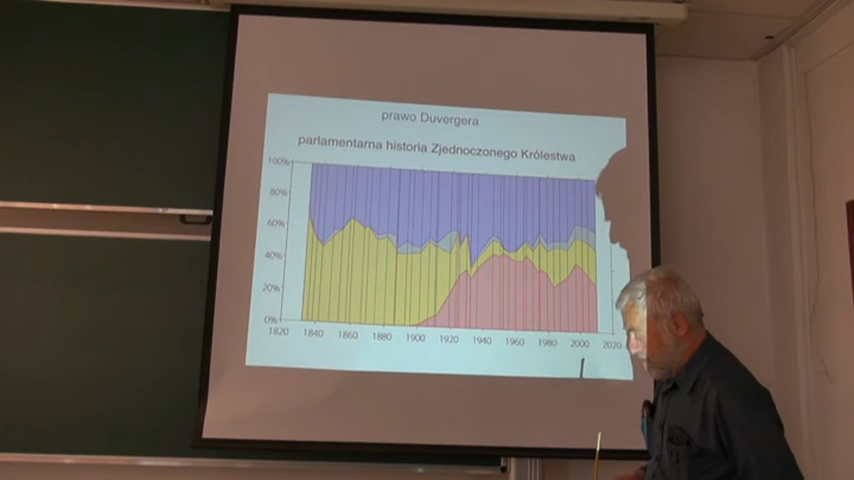 prawo Duvergera
parlamentarna historia Zjednoczonego Królestwa
100%
80%
60%
40%
20%
0%
1820 1840 1860 1880 1900 1920 1940 1960 1980 2000 2020